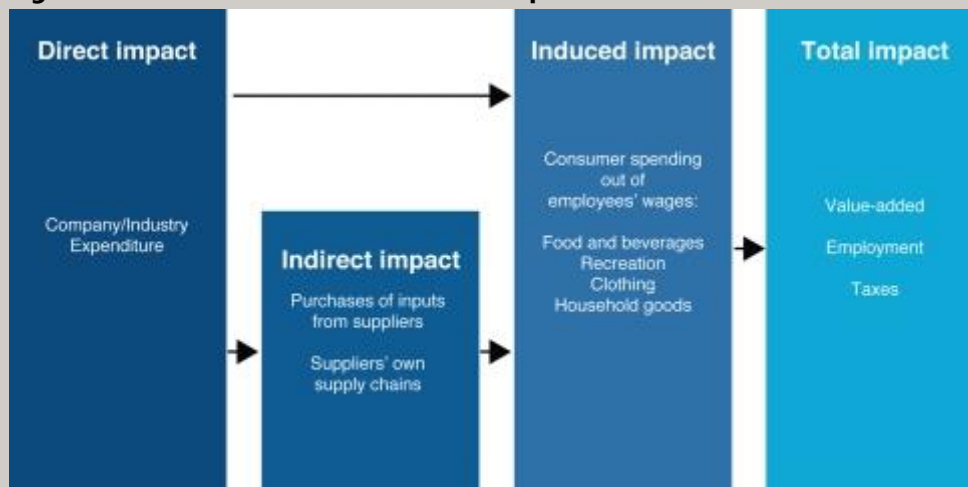 Direct impact
Company/Industry
Expenditure
Indirect impact
Purchases of inputs
from suppliers
Suppliers' own
supply chains
Induced impact
Consumer spending
out of
employees' wages:
Food and beverages
Recreation
Clothing
Household goods
Total impact
Value-added
Employment
Taxes